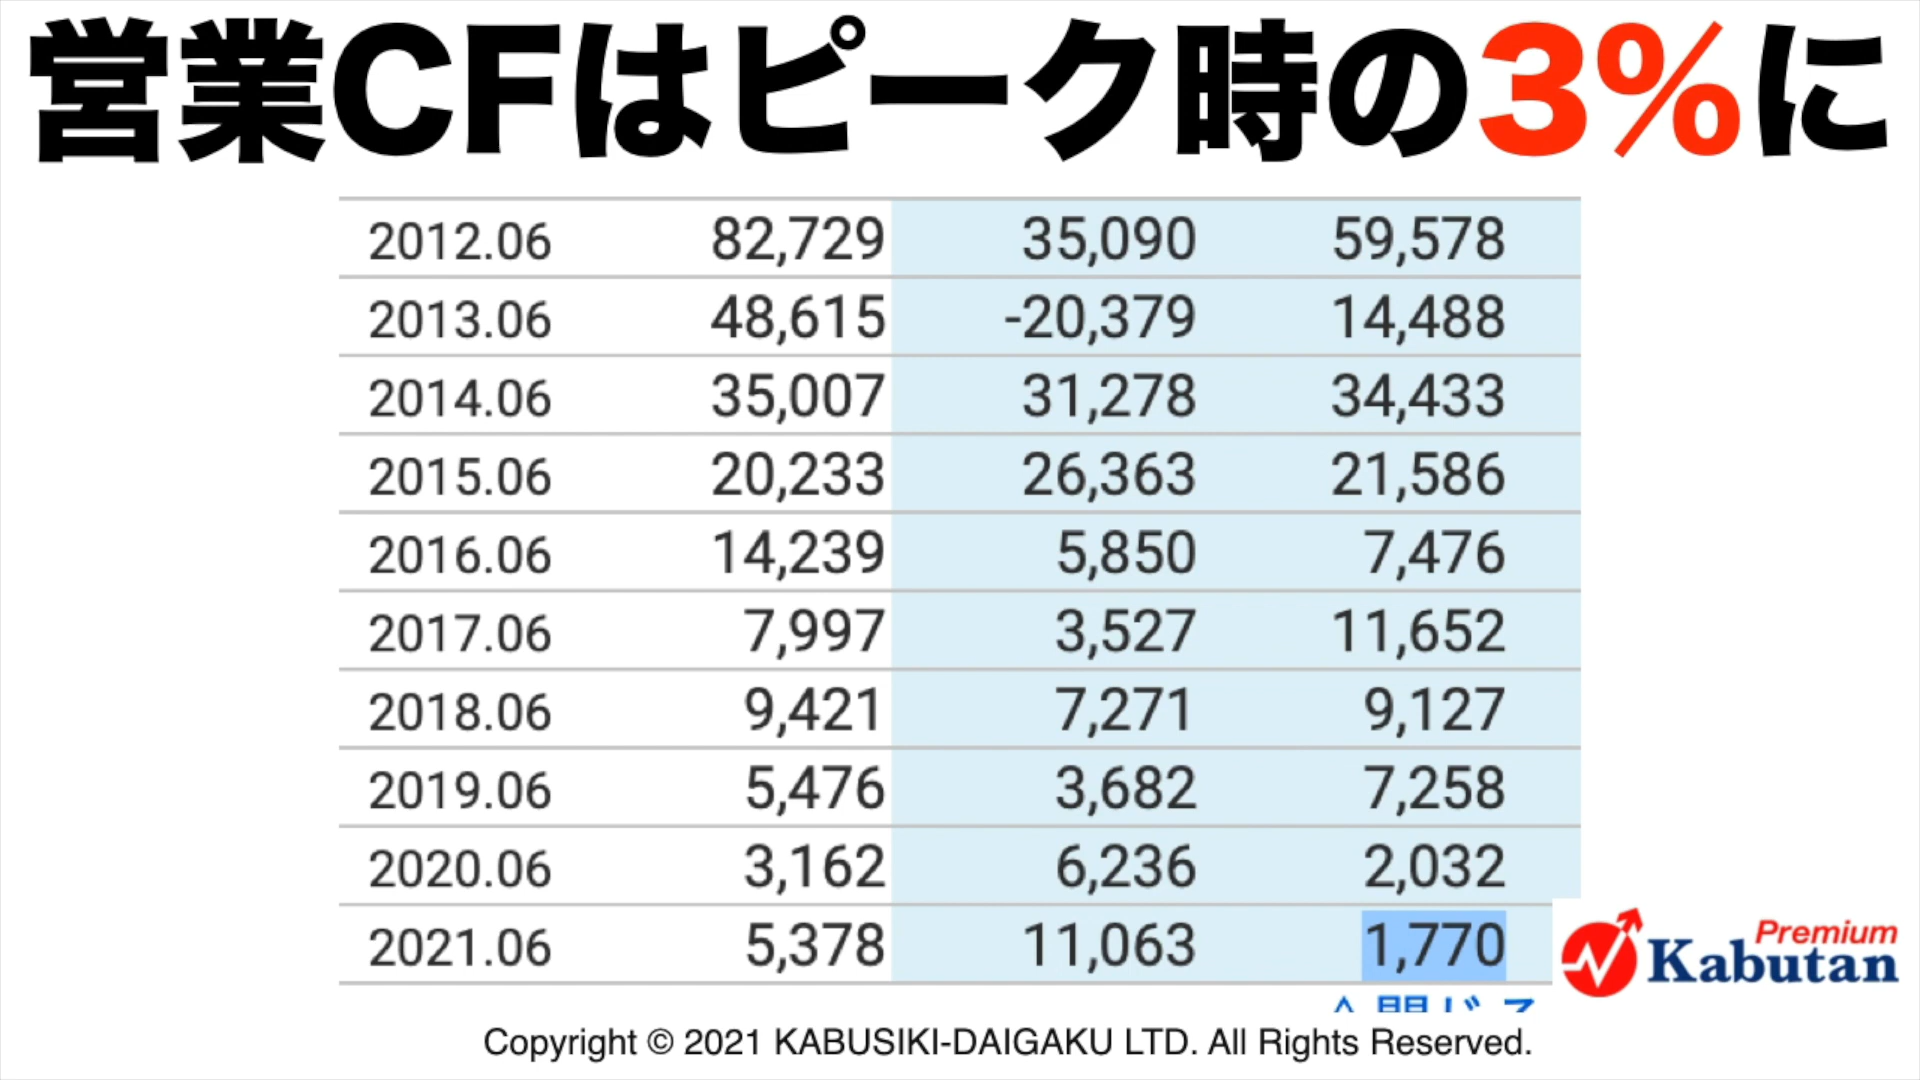 営業CFはピーク時の3%に
2012.06 82,729 35,090 59,578
2013.06 48,615 -20,379 14,488
2014.06 35,007 31,278 34,433
2015.06 20,233 26,363 21,586
2016.06 14,239 5,850 7,476
2017.06 7,997 3,527 11,652
2018.06 9,421 7,271 9,127
2019.06 5,476 3,682 7,258
2020.06 3,162 6,236 2,032
2021.06 5,378 11,063 1,770
Premium
Kabutan
Copyright © 2021 KABUSIKI-DAIGAKU LTD. All Rights Reserved.